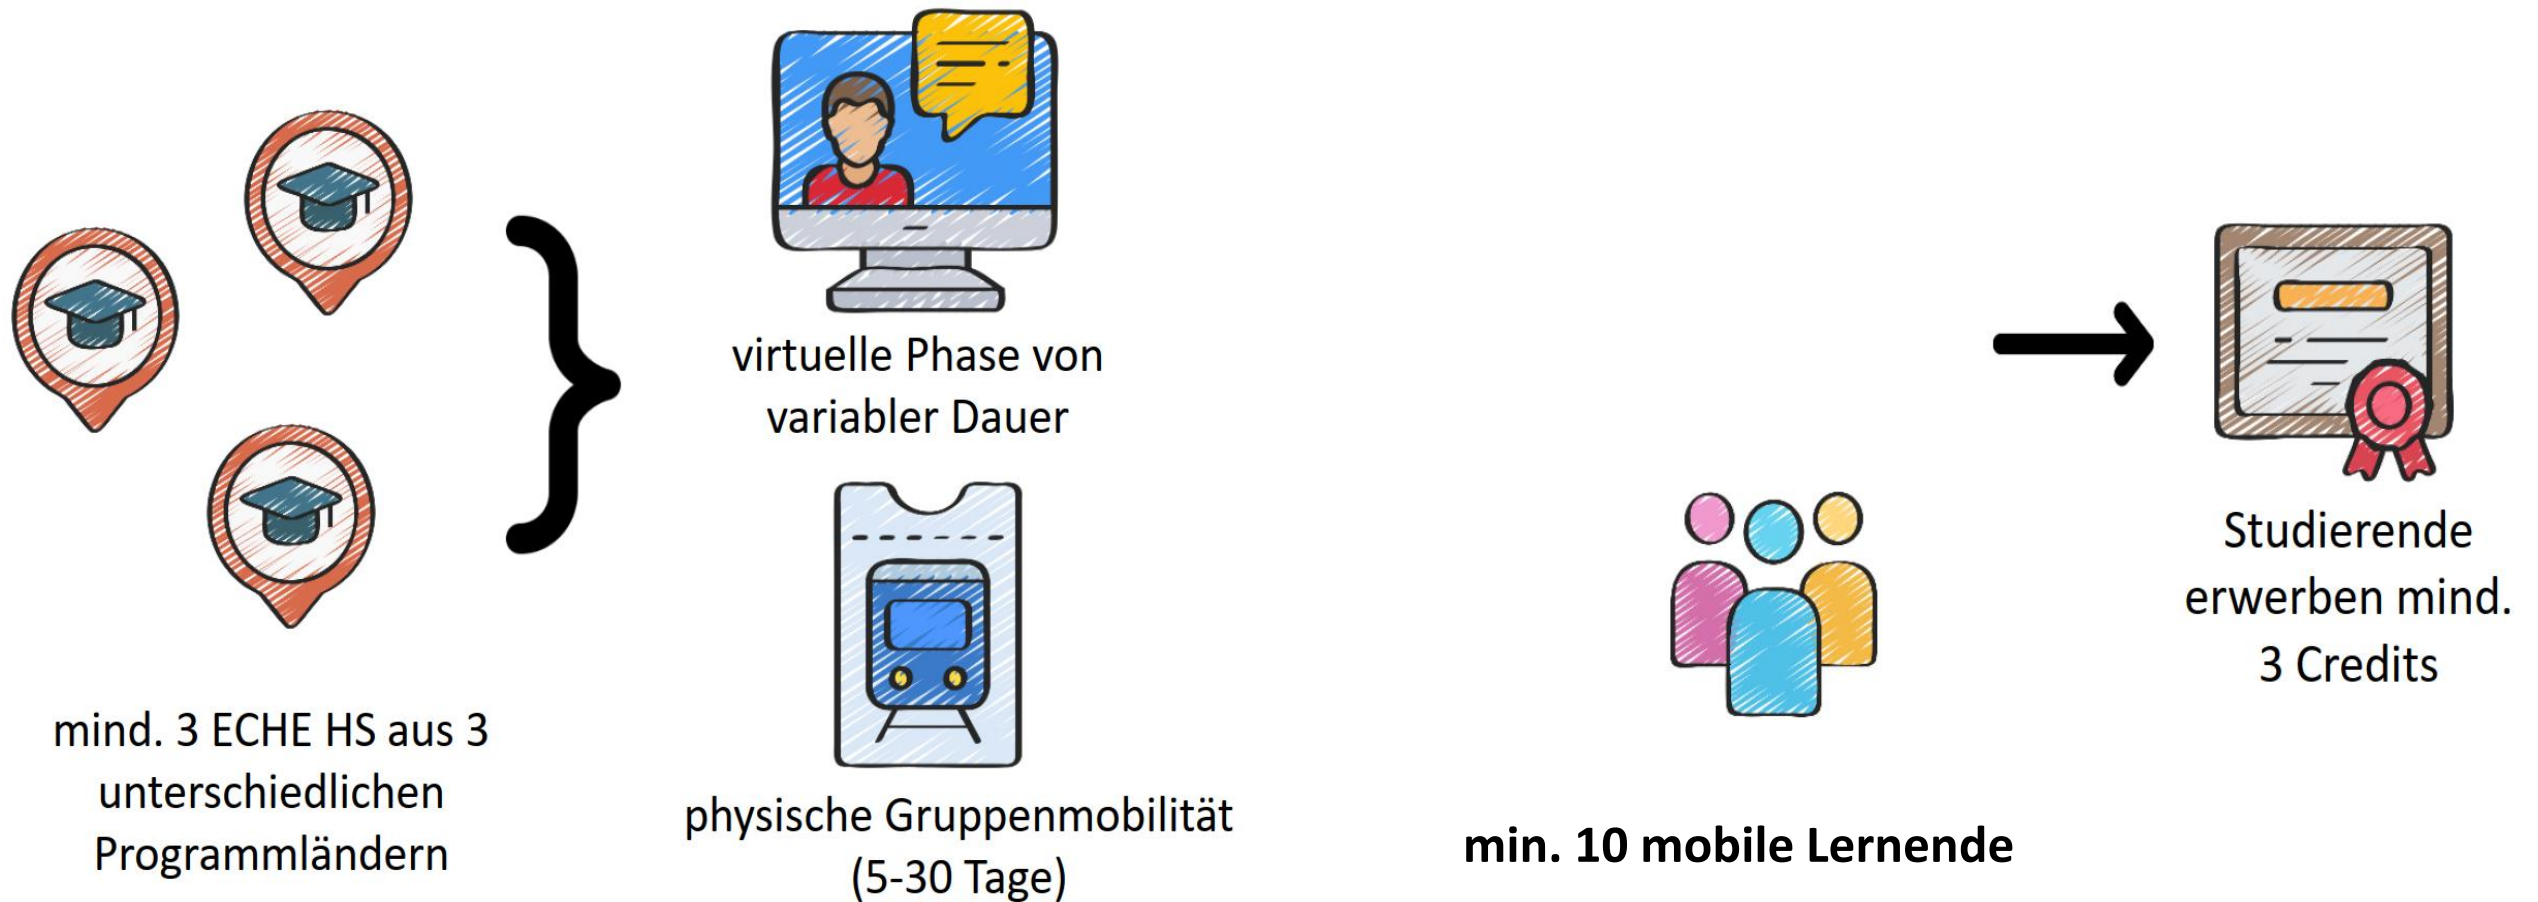 mind. 3 ECHE HS aus 3
unterschiedlichen
Programmländern
virtuelle Phase von
variabler Dauer
physische Gruppenmobilität
(5-30 Tage)
min. 10 mobile Lernende
Studierende
erwerben mind.
3 Credits